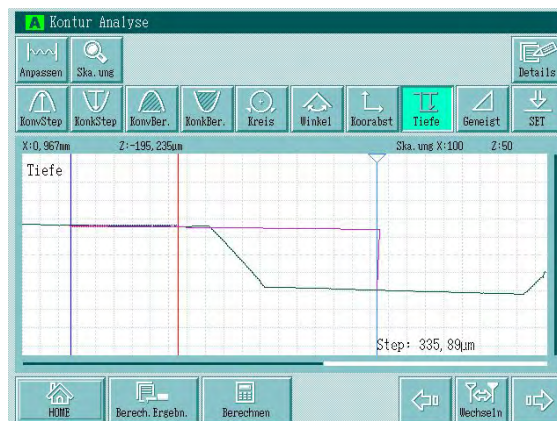 A Kontur Analyse
Anpassen Ska.ung Details
KonvStep KonkStep KonvBer. KonkBer. Kreis Winkel Koorabst Tiefe Geneigt SET
X:0,967mm Z:-195,235µm Ska.ung X:100 Z:50
Tiefe
Step: 335,89µm
HOME Berech.Ergebn. Berechnen Wechseln